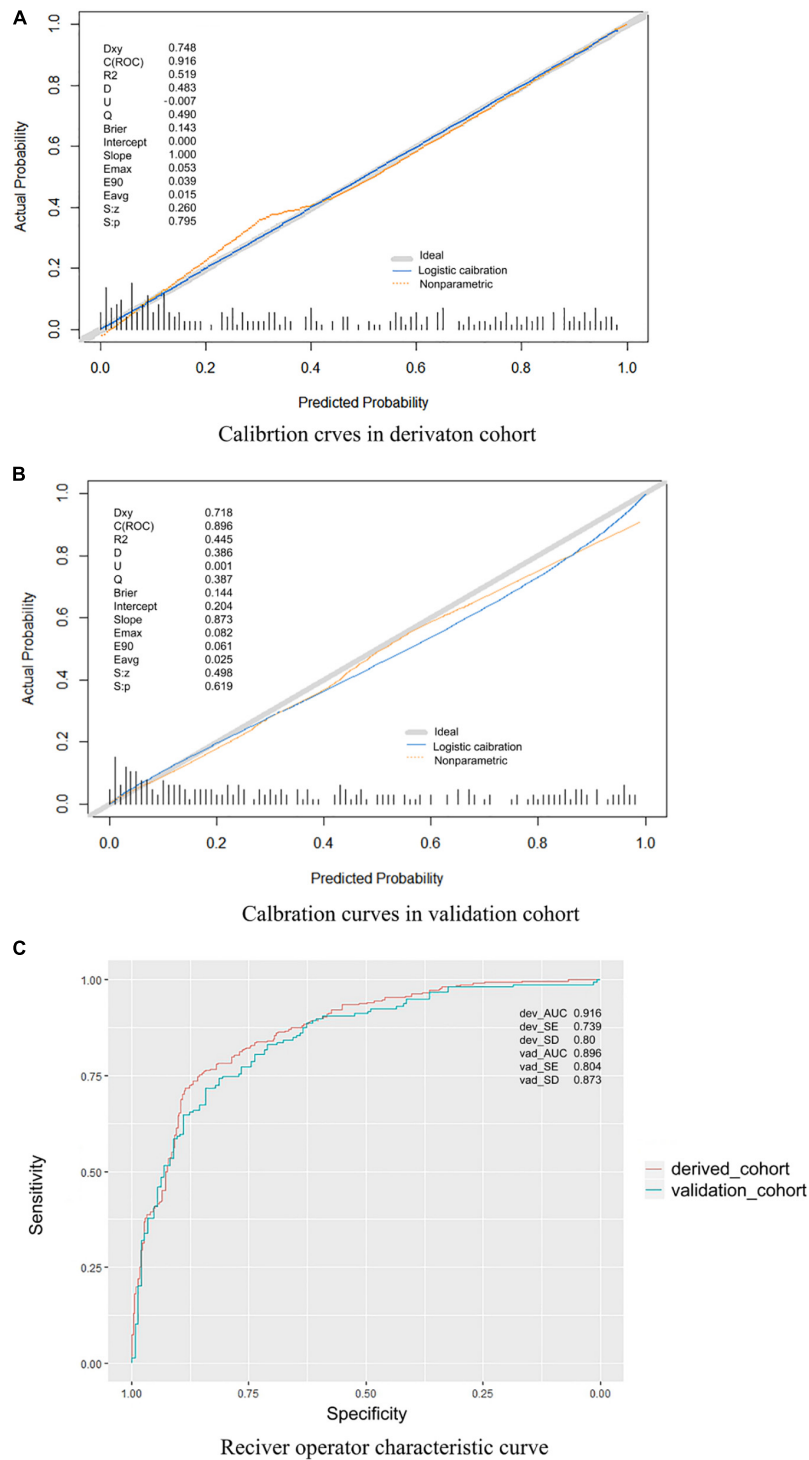 A
Dxy 0.748
C(ROC) 0.916
R2 0.519
D 0.483
U -0.007
Q 0.490
Brier 0.143
Intercept 0.000
Slope 1.000
Emax 0.053
E90 0.039
Eavg 0.015
S:z 0.260
S:p 0.795
Actual Probability
0.0 0.2 0.4 0.6 0.8 1.0
Ideal
Logistic caibration
Nonparametric
0.0 0.2 0.4 0.6 0.8 1.0
Predicted Probability
Calibrtion crves in derivaton cohort
B
Dxy 0.718
C(ROC) 0.896
R2 0.445
D 0.386
U 0.001
Q 0.387
Brier 0.144
Intercept 0.204
Slope 0.873
Emax 0.082
E90 0.061
Eavg 0.025
S:z 0.498
S:p 0.619
Actual Probability
0.0 0.2 0.4 0.6 0.8 1.0
Ideal
Logistic caibration
Nonparametric
0.0 0.2 0.4 0.6 0.8 1.0
Predicted Probability
Calbration curves in validation cohort
C
dev_AUC 0.916
dev_SE 0.739
dev_SD 0.80
vad_AUC 0.896
vad_SE 0.804
vad_SD 0.873
Sensitivity
1.00
0.75
0.50
0.25
0.00
derived_cohort
validation_cohort
1.00 0.75 0.50 0.25 0.00
Specificity
Reciver operator characteristic curve